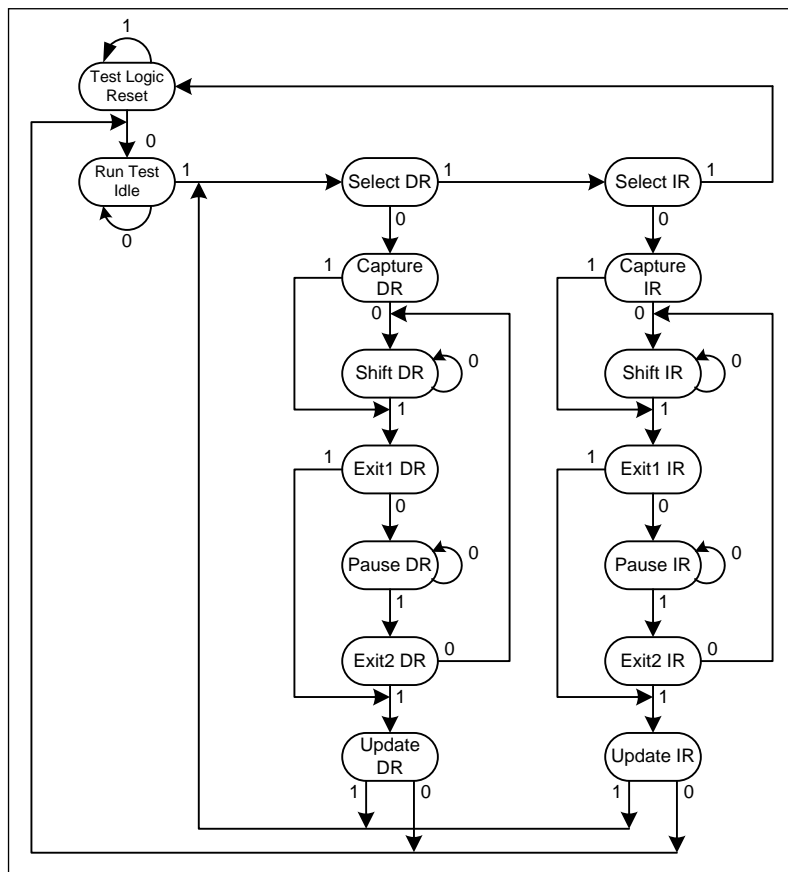 1
Test Logic
Reset
0
Run Test
Idle
1
0
Select DR
1
Select IR
1
0
0
1
Capture
DR
0
1
Capture
IR
0
Shift DR
0
Shift IR
0
1
1
1
Exit1 DR
1
Exit1 IR
0
0
Pause DR
0
Pause IR
0
1
1
Exit2 DR
0
Exit2 IR
0
1
1
Update
DR
Update IR
1
0
1
0